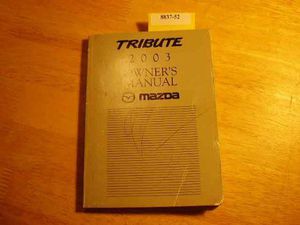 8837-52
TRIBUTE
2003
OWNER'S
MANUAL
mazda